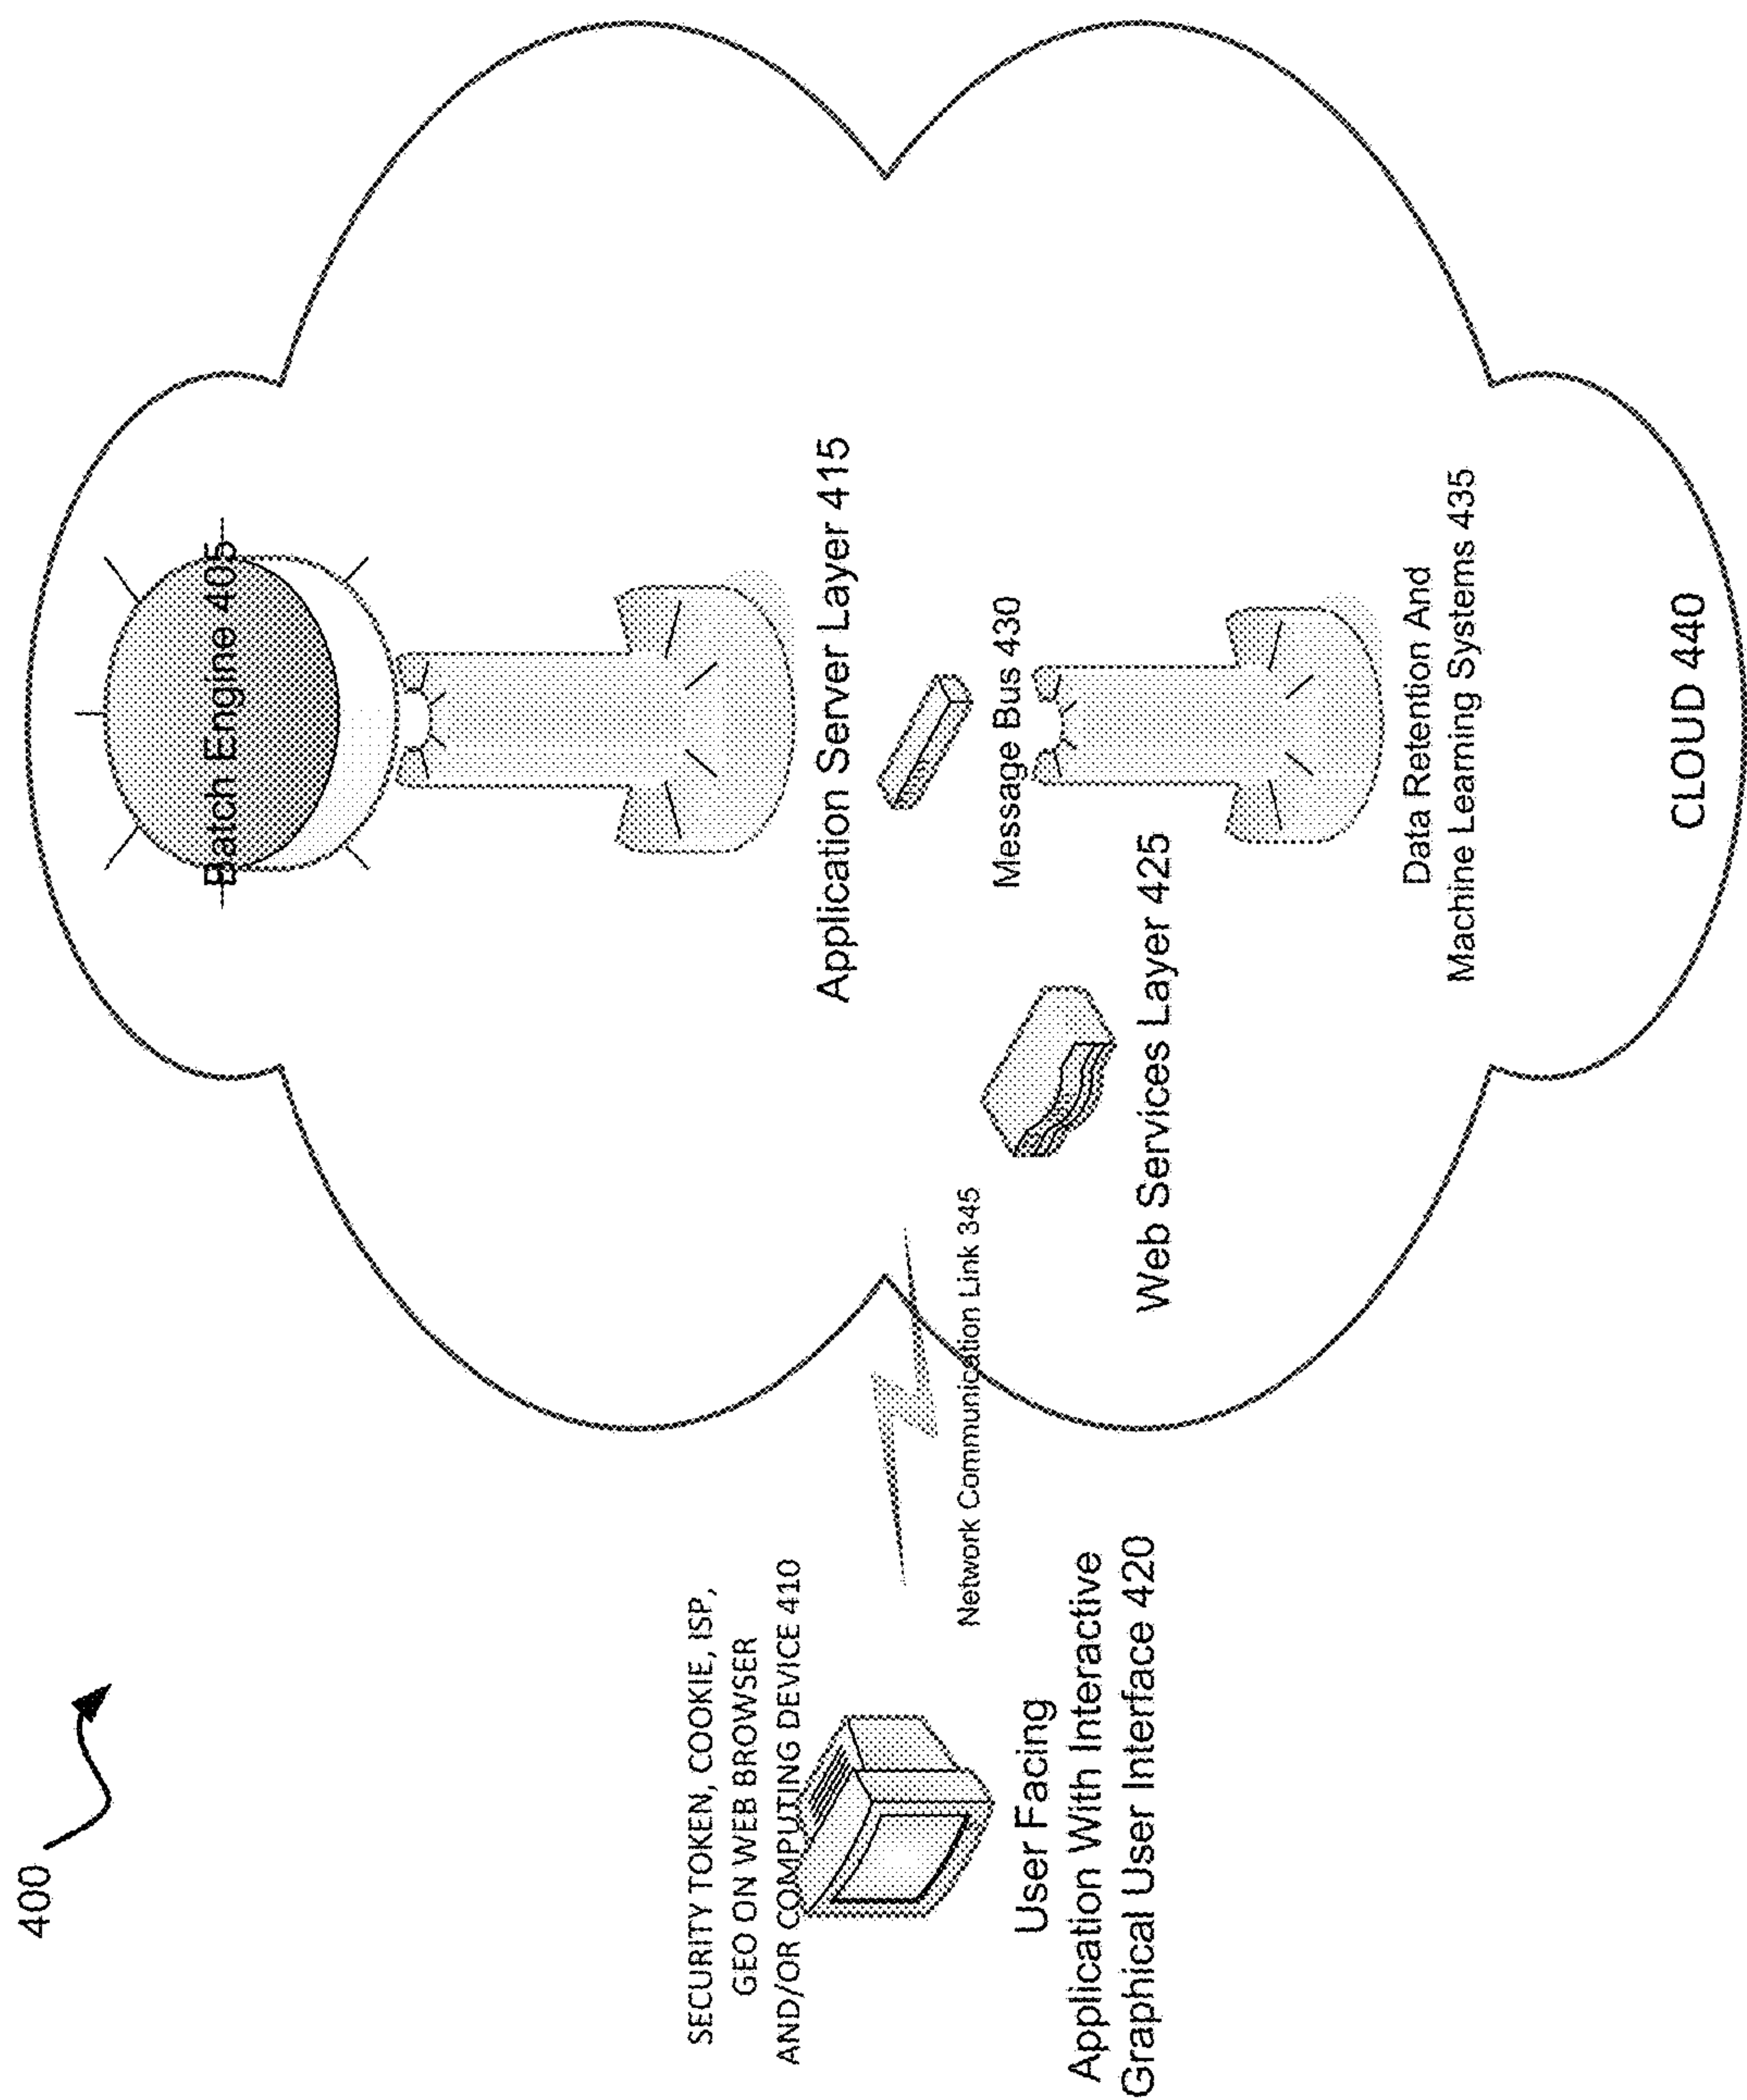 400
SECURITY TOKEN, COOKIE, ISP,
GEO ON WEB BROWSER
AND/OR COMPUTING DEVICE 410
User Facing
Application With Interactive
Graphical User Interface 420
Network Communication Link 345
Batch Engine 405
Application Server Layer 415
Message Bus 430
Web Services Layer 425
Data Retention And
Machine Learning Systems 435
CLOUD 440